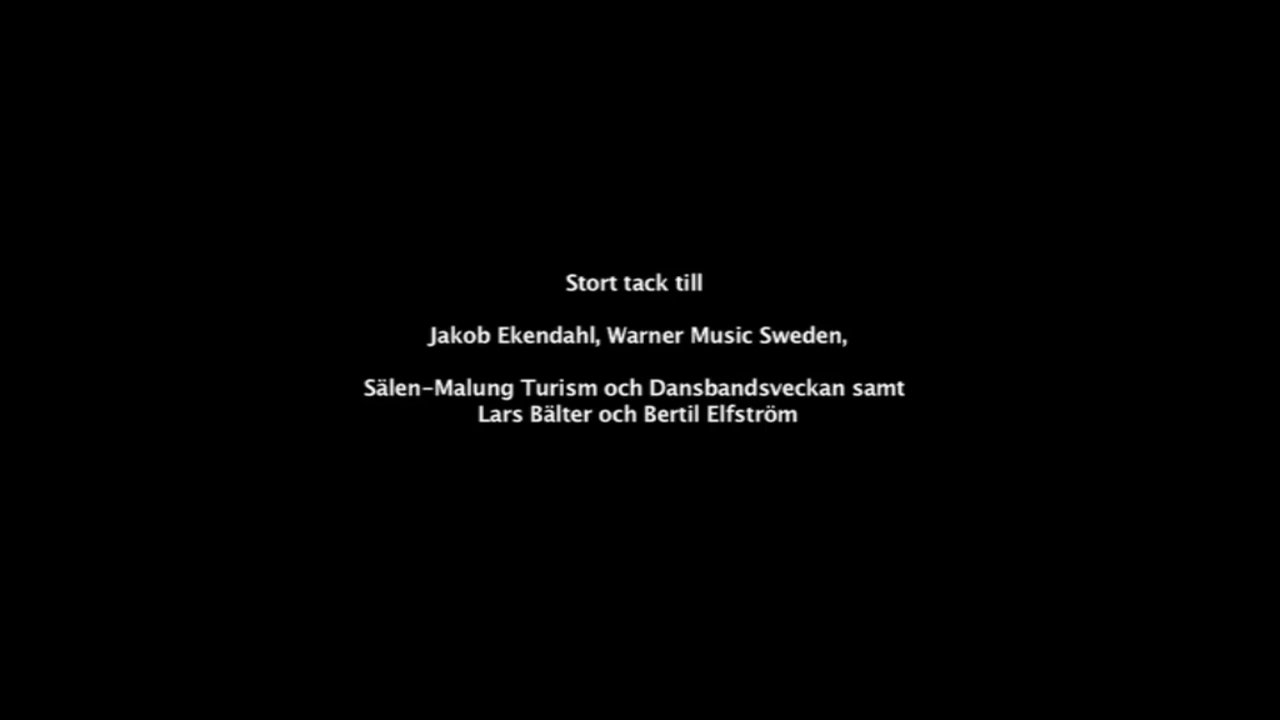 Stort tack till
Jakob Ekendahl, Warner Music Sweden,
Sälen-Malung Turism och Dansbandsveckan samt
Lars Bälter och Bertil Elfström